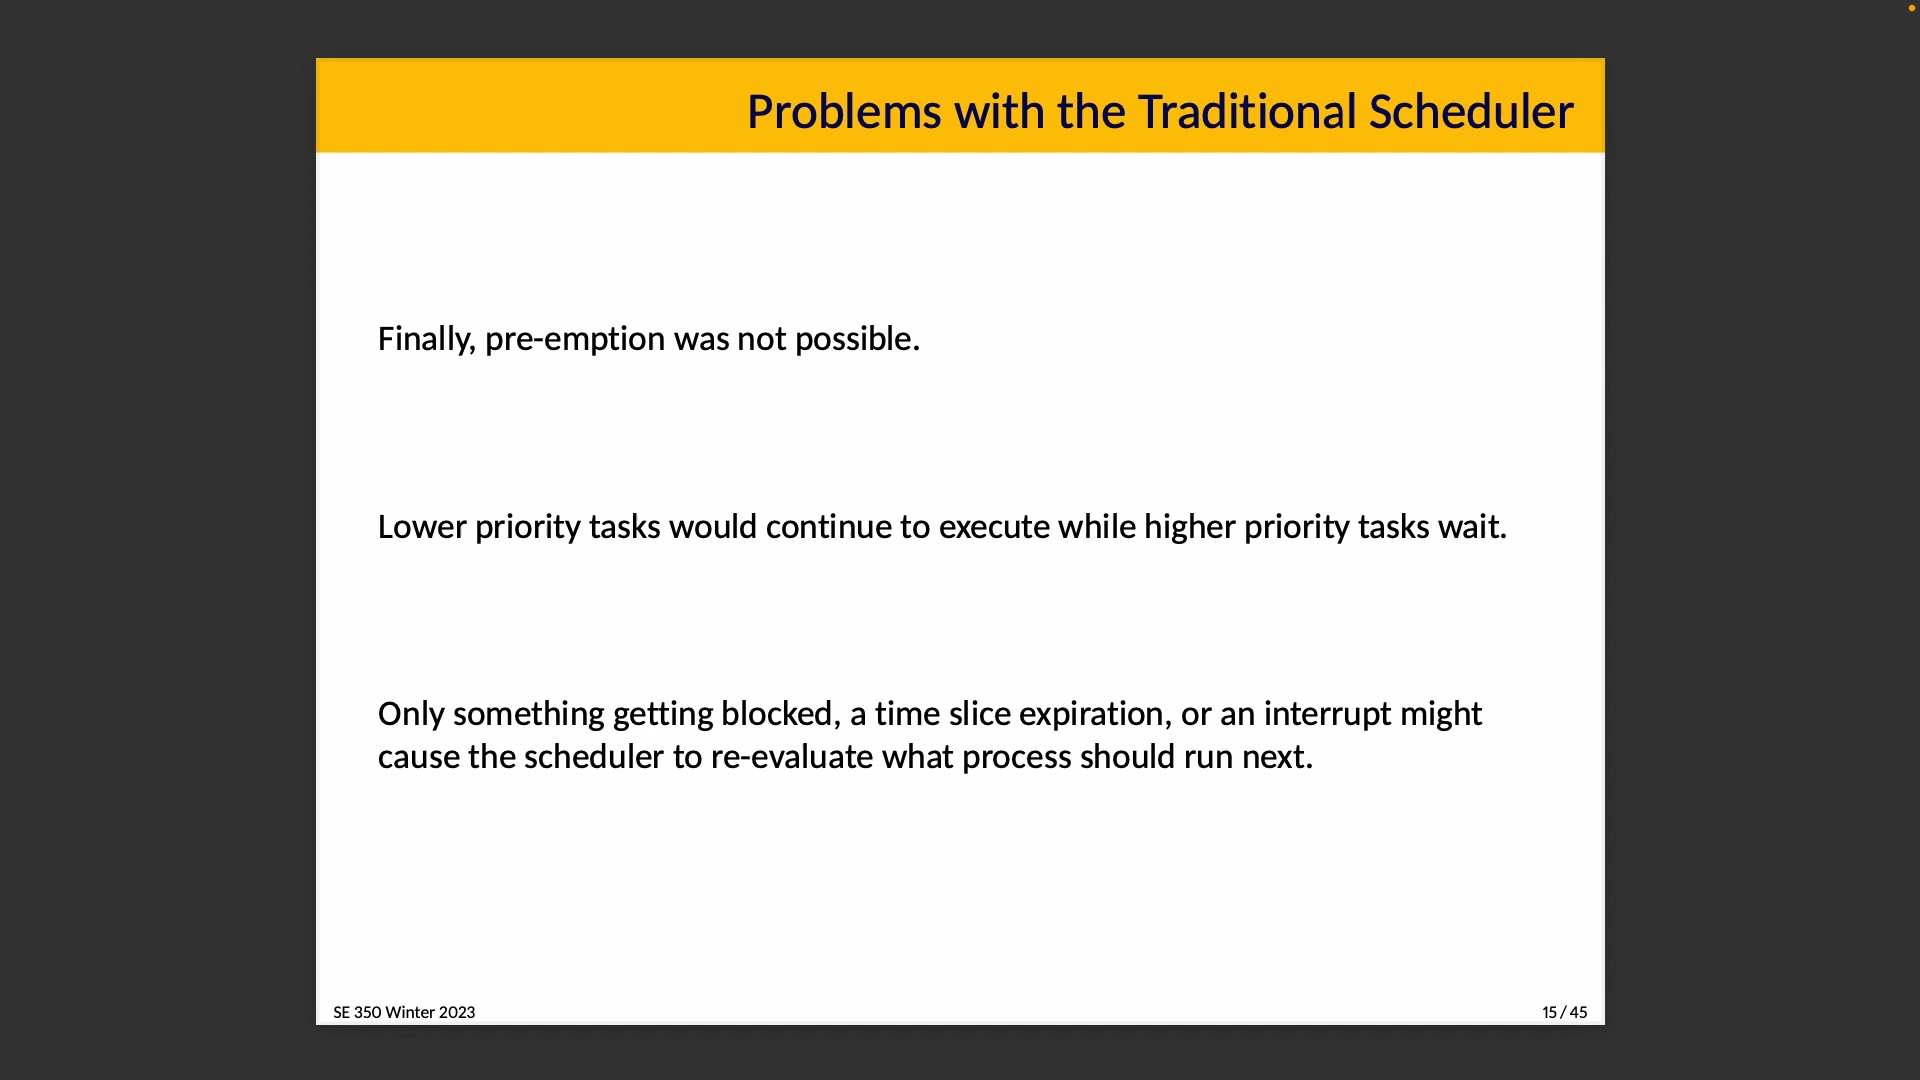 Problems with the Traditional Scheduler
Finally, pre-emption was not possible.
Lower priority tasks would continue to execute while higher priority tasks wait.
Only something getting blocked, a time slice expiration, or an interrupt might
cause the scheduler to re-evaluate what process should run next.
SE 350 Winter 2023
15 / 45